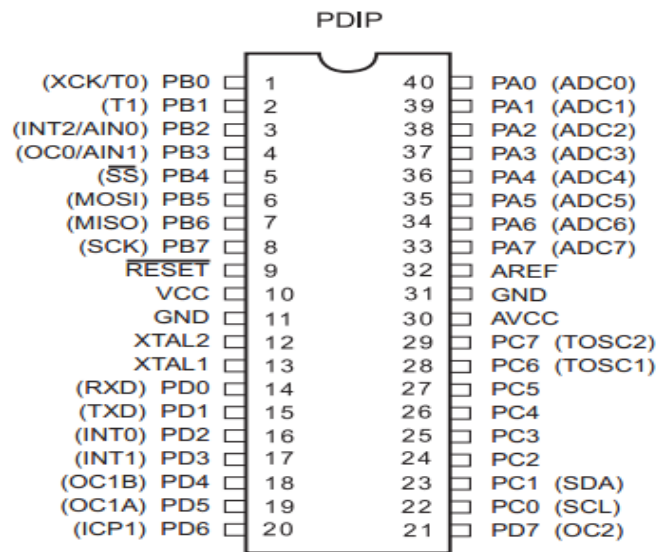 PDIP
(XCK/T0) PB0 1 40 PA0 (ADC0)
(T1) PB1 2 39 PA1 (ADC1)
(INT2/AIN0) PB2 3 38 PA2 (ADC2)
(OC0/AIN1) PB3 4 37 PA3 (ADC3)
(SS) PB4 5 36 PA4 (ADC4)
(MOSI) PB5 6 35 PA5 (ADC5)
(MISO) PB6 7 34 PA6 (ADC6)
(SCK) PB7 8 33 PA7 (ADC7)
RESET 9 32 AREF
VCC 10 31 GND
GND 11 30 AVCC
XTAL2 12 29 PC7 (TOSC2)
XTAL1 13 28 PC6 (TOSC1)
(RXD) PD0 14 27 PC5
(TXD) PD1 15 26 PC4
(INT0) PD2 16 25 PC3
(INT1) PD3 17 24 PC2
(OC1B) PD4 18 23 PC1 (SDA)
(OC1A) PD5 19 22 PC0 (SCL)
(ICP1) PD6 20 21 PD7 (OC2)